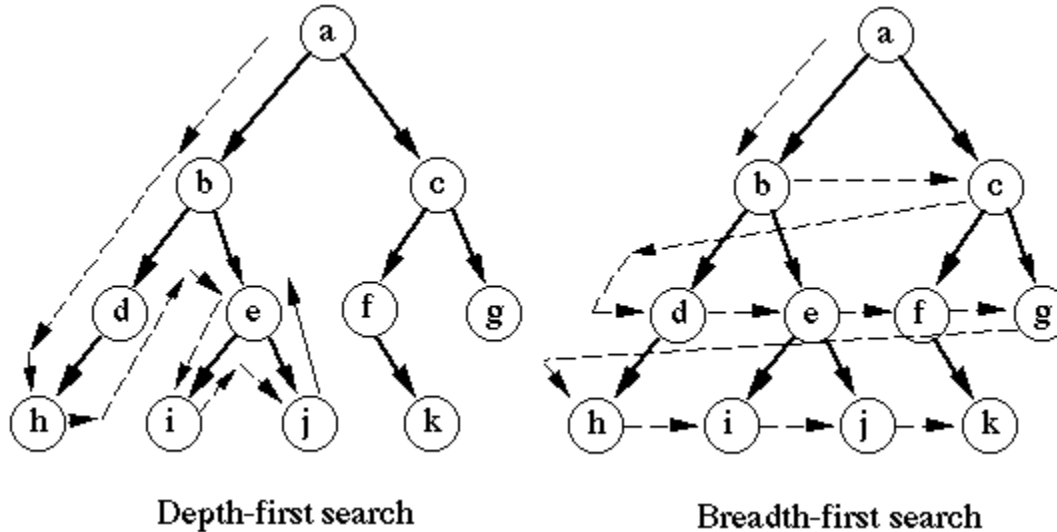 a
b c
d e f g
h i j k
Depth-first search
a
b c
d e f g
h i j k
Breadth-first search